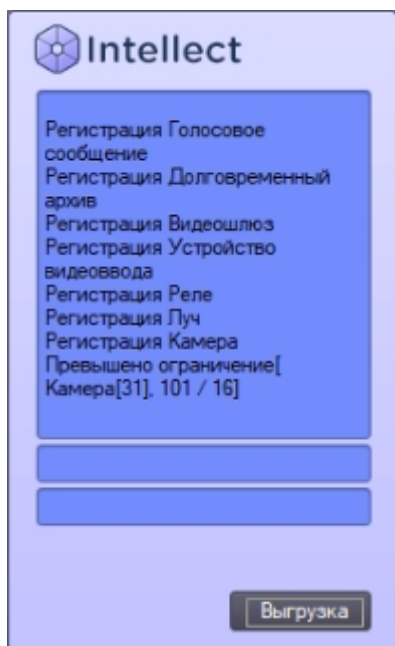 Intellect
Регистрация Голосовое
сообщение
Регистрация Долговременный
архив
Регистрация Видеошлюз
Регистрация Устройство
видеоввода
Регистрация Реле
Регистрация Луч
Регистрация Камера
Превышено ограничение[
Камера[31], 101 / 16]
Выгрузка